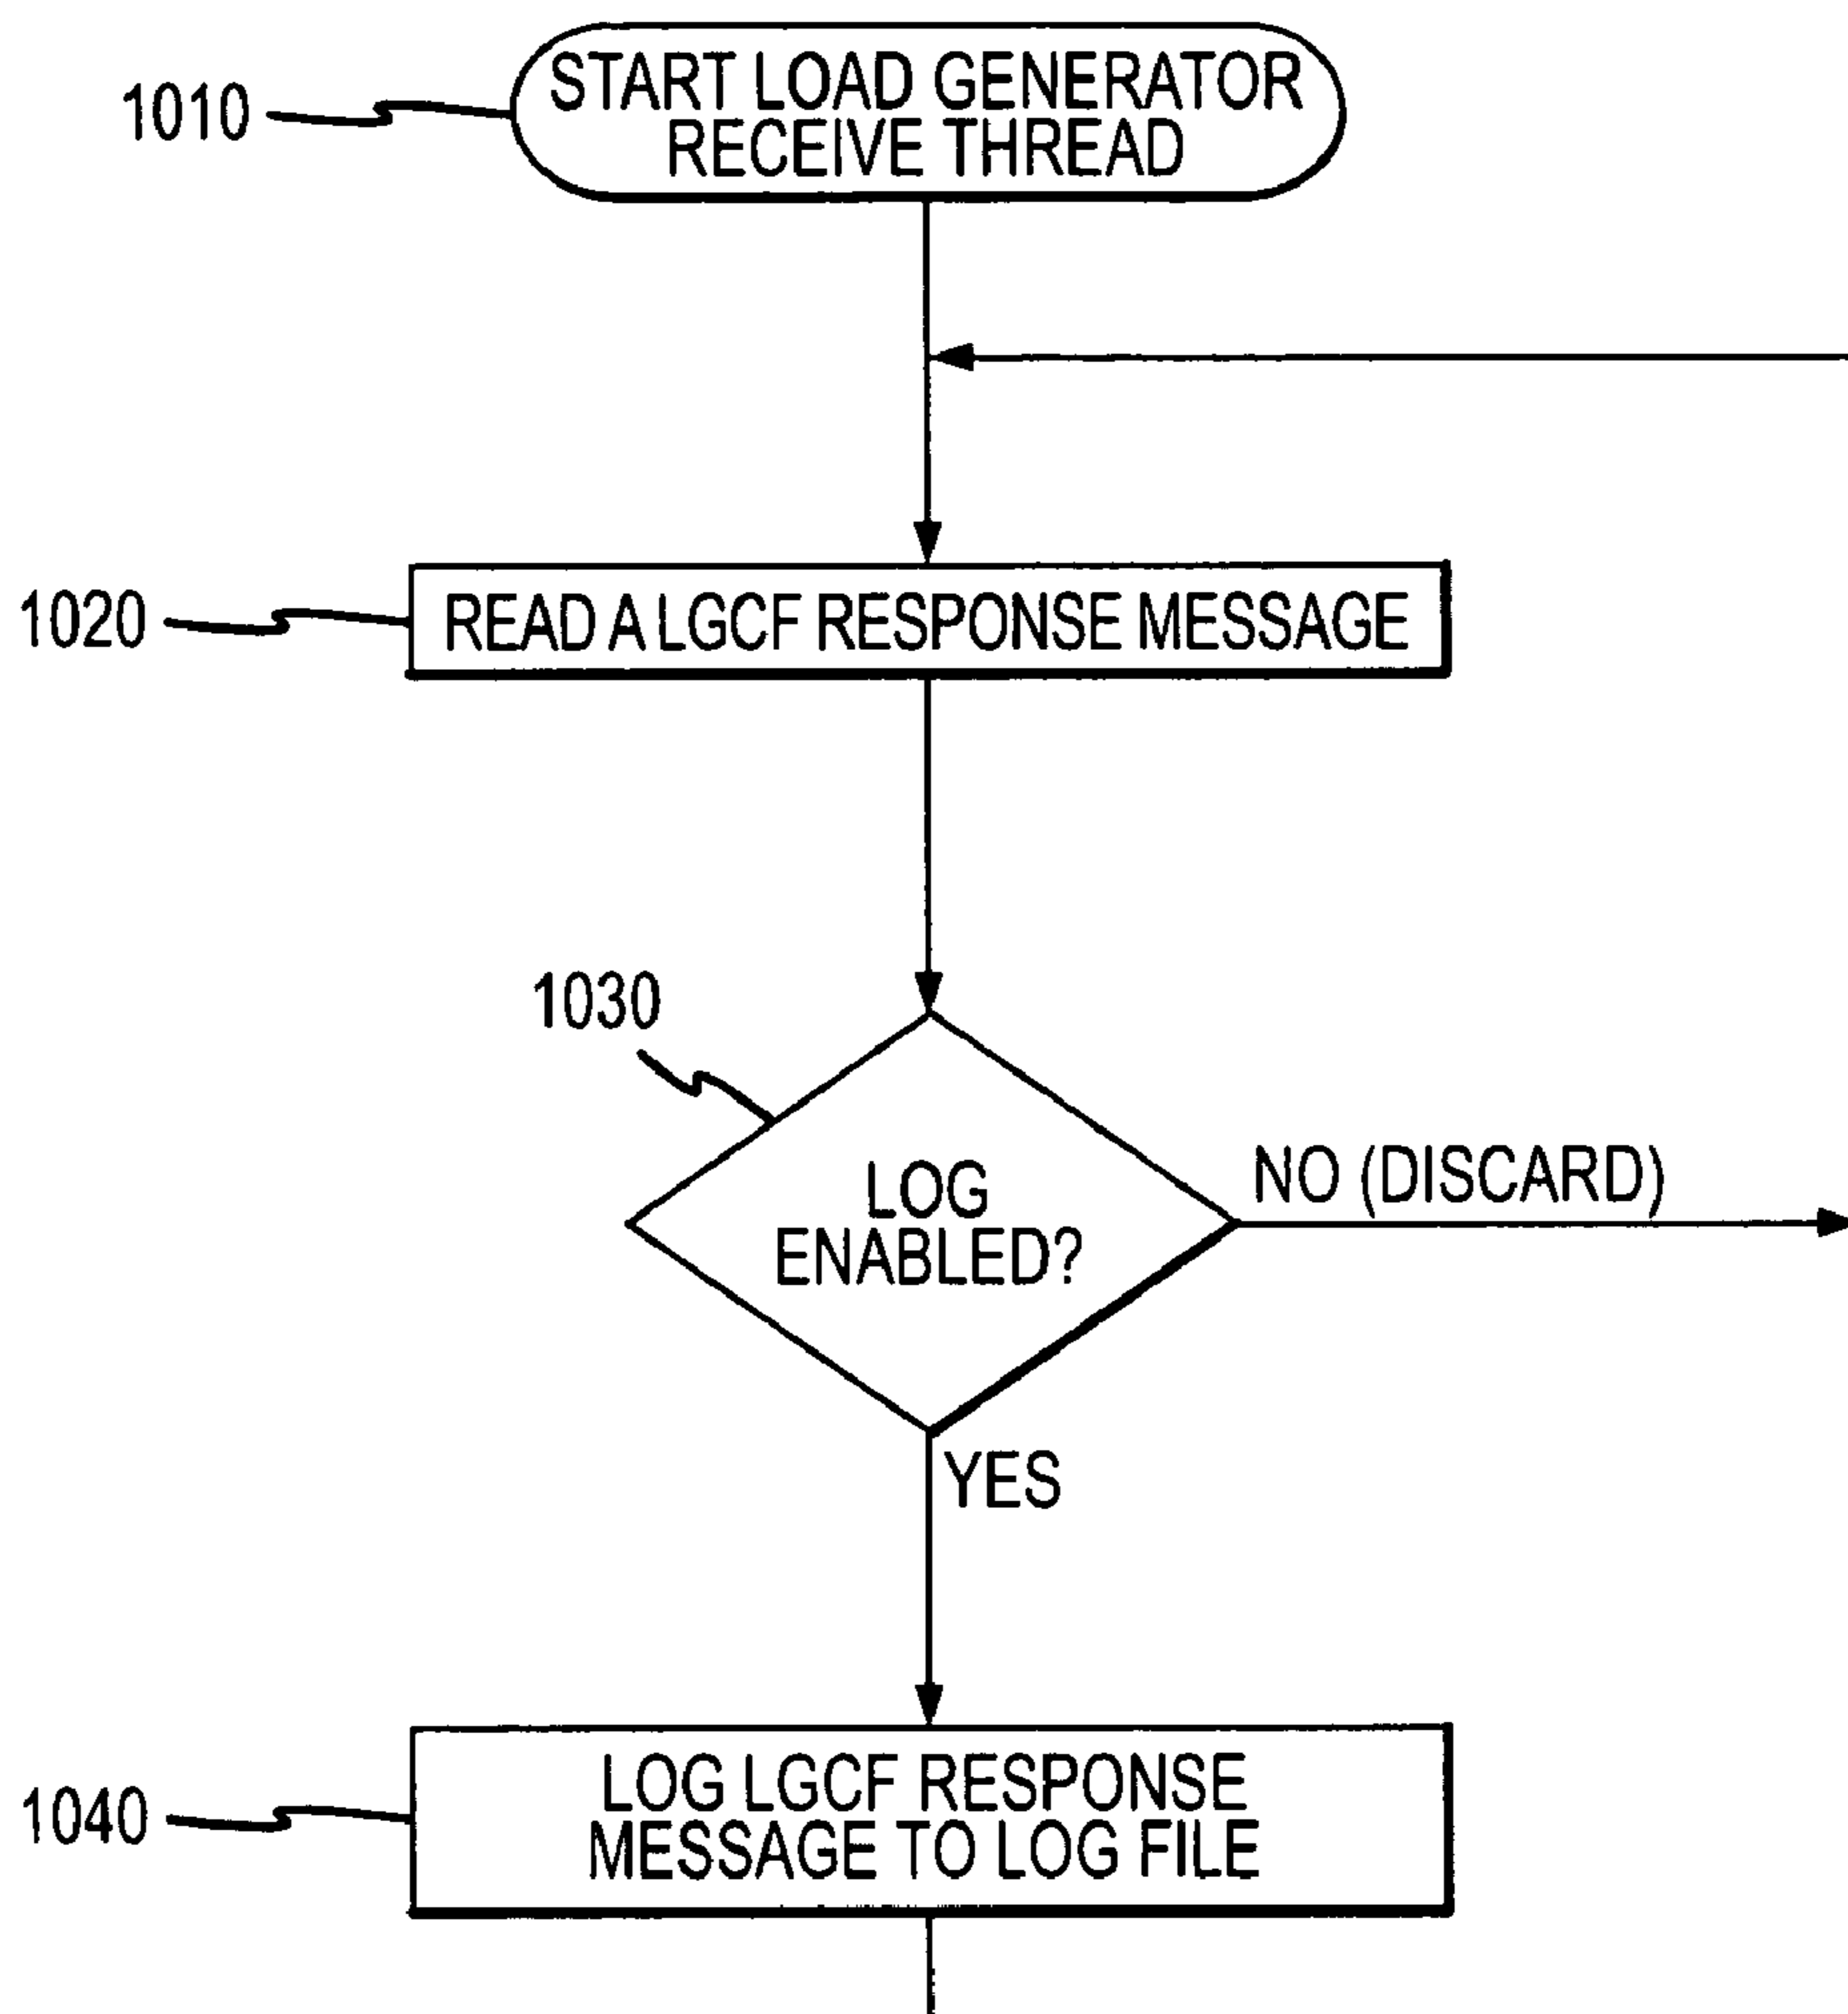 1010
START LOAD GENERATOR
RECEIVE THREAD
1020
READ A LGCF RESPONSE MESSAGE
1030
LOG
ENABLED?
NO (DISCARD)
YES
1040
LOG LGCF RESPONSE
MESSAGE TO LOG FILE